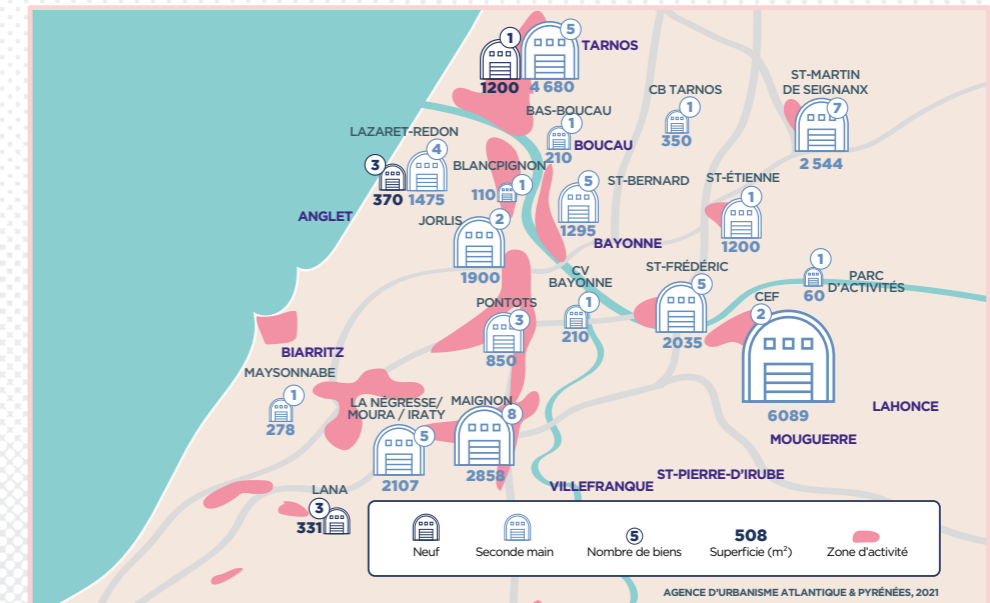 1
5
TARNOS
1200
4 680
ST-MARTIN
DE SEIGNANX
7
2 544
CB TARNOS
1
350
BAS-BOUCAU
1
210
BOUCAU
LAZARET-REDON
3
4
370
1475
BLANCPIGNON
110
1
ST-BERNARD
5
1295
ST-ÉTIENNE
1
1200
ANGLET
JORLIS
2
1900
BAYONNE
CV
BAYONNE
1
210
ST-FRÉDÉRIC
5
2035
1
60
PARC
D'ACTIVITÉS
CEF
2
6089
PONTOTS
3
850
BIARRITZ
MAYSONNABE
1
278
LA NÉGRESSE/
MOURA / IRATY
5
2107
MAIGNON
8
2858
LAHONCE
MOUGUERRE
ST-PIERRE-D'IRUBE
VILLEFRANQUE
LANA
3
331
Neuf
Seconde main
5
Nombre de biens
508
Superficie (m²)
Zone d'activité
AGENCE D'URBANISME ATLANTIQUE & PYRÉNÉES, 2021